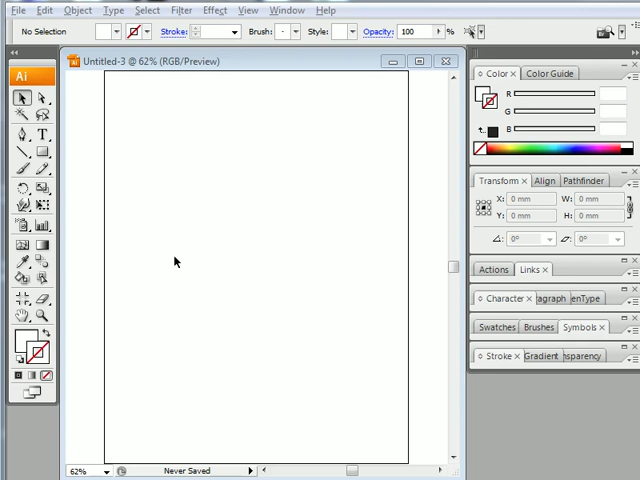 File Edit Object Type Select Filter Effect View Window Help
No Selection Stroke: Brush: Style: Opacity: 100 %
Untitled-3 @ 62% (RGB/Preview)
Ai
Color Color Guide
R
G
B
Transform Align Pathfinder
X: 0 mm W: 0 mm
Y: 0 mm H: 0 mm
0° 0°
Actions Links
Character aragraph enType
Swatches Brushes Symbols
Stroke Gradient nsparency
62% Never Saved